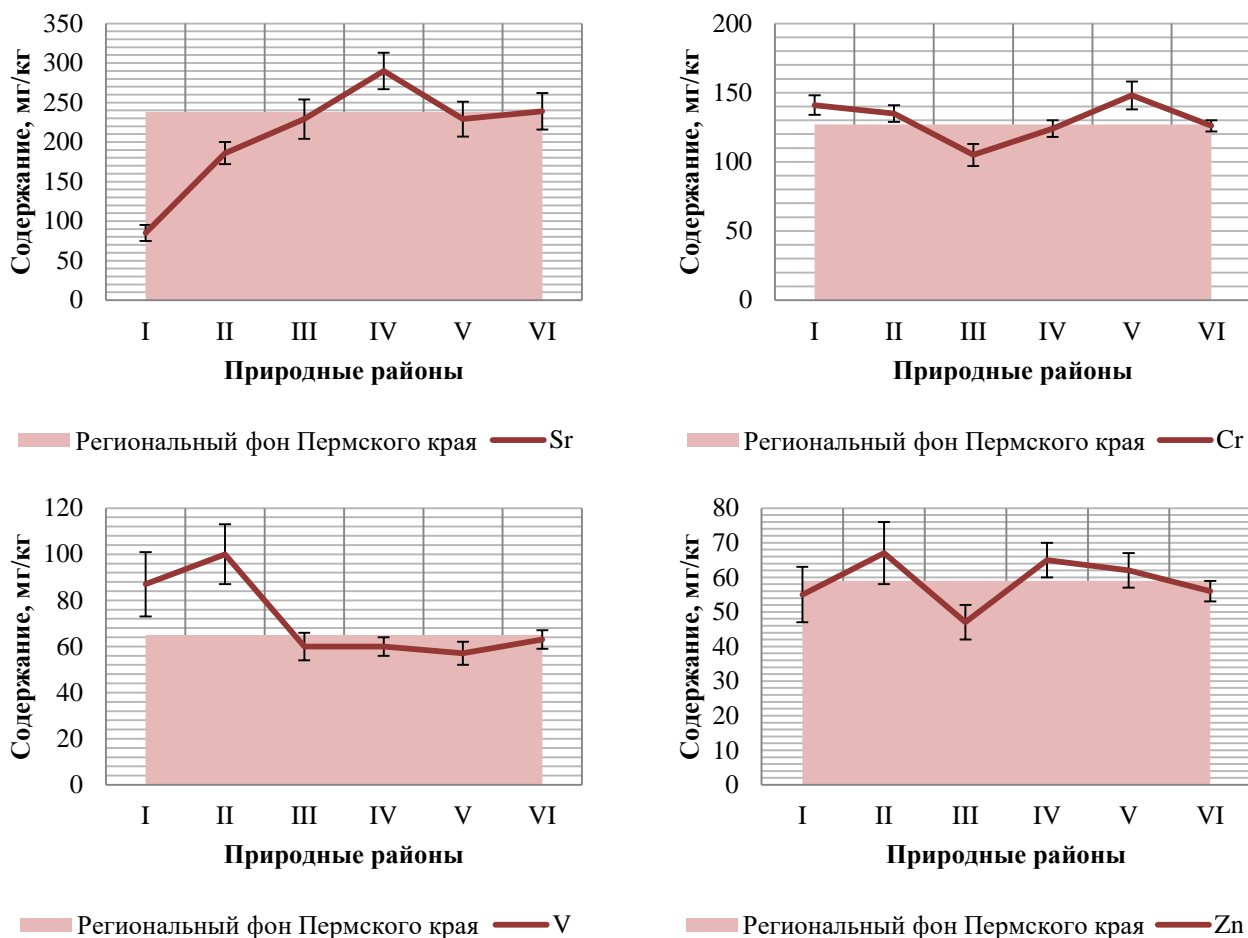 Содержание, мг/кг
350
300
250
200
150
100
50
0
I II III IV V VI
Природные районы
Региональный фон Пермского края Sr
Содержание, мг/кг
200
150
100
50
0
I II III IV V VI
Природные районы
Региональный фон Пермского края Cr
Содержание, мг/кг
120
100
80
60
40
20
0
I II III IV V VI
Природные районы
Региональный фон Пермского края V
Содержание, мг/кг
80
70
60
50
40
30
20
10
0
I II III IV V VI
Природные районы
Региональный фон Пермского края Zn